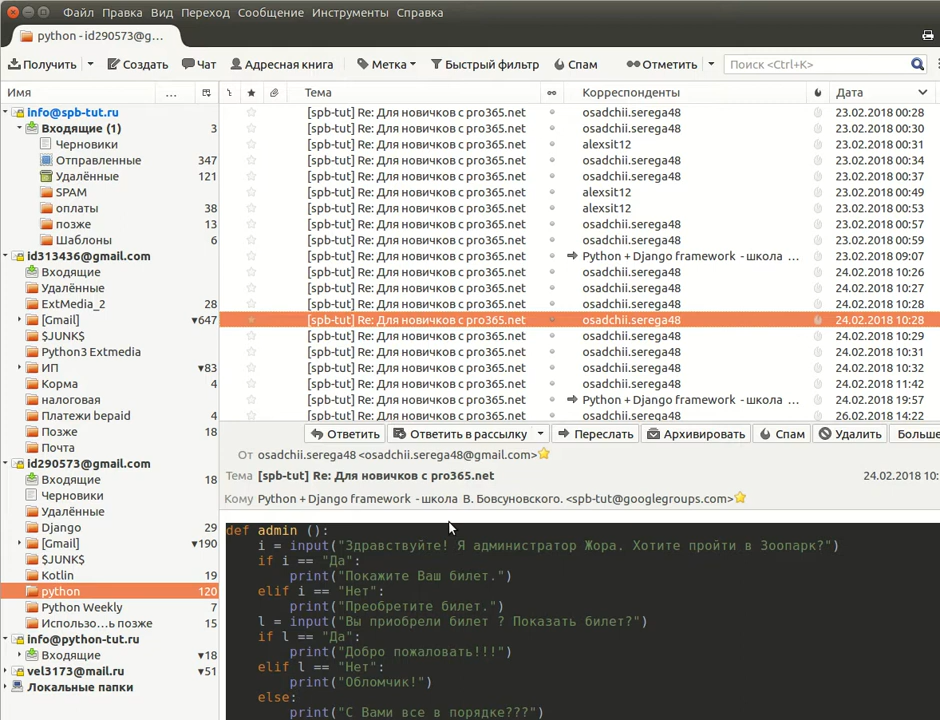 Файл Правка Вид Переход Сообщение Инструменты Справка
python - id290573@g...
Получить Создать Чат Адресная книга Метка Быстрый фильтр Спам Отметить Поиск <Ctrl+K>
Имя ... Тема Корреспонденты Дата
info@spb-tut.ru
Входящие (1) 3
Черновики
Отправленные 347
Удалённые 121
SPAM
оплаты 38
позже 13
Шаблоны 6
id313436@gmail.com
Входящие
Удалённые
ExtMedia_2 28
[Gmail] ▾647
$JUNK$
Python3 Extmedia
ИП ▾83
Корма 4
налоговая
Платежи bepaid 4
Позже 18
Почта
id290573@gmail.com
Входящие 18
Черновики
Удалённые
Django 29
[Gmail] ▾190
$JUNK$
Kotlin 19
python 120
Python Weekly 7
Использо...ь позже 15
info@python-tut.ru
Входящие ▾18
vel3173@mail.ru ▾51
Локальные папки
[spb-tut] Re: Для новичков с pro365.net osadchii.serega48 23.02.2018 00:28
[spb-tut] Re: Для новичков с pro365.net osadchii.serega48 23.02.2018 00:30
[spb-tut] Re: Для новичков с pro365.net alexsit12 23.02.2018 00:31
[spb-tut] Re: Для новичков с pro365.net osadchii.serega48 23.02.2018 00:34
[spb-tut] Re: Для новичков с pro365.net osadchii.serega48 23.02.2018 00:37
[spb-tut] Re: Для новичков с pro365.net alexsit12 23.02.2018 00:49
[spb-tut] Re: Для новичков с pro365.net alexsit12 23.02.2018 00:53
[spb-tut] Re: Для новичков с pro365.net osadchii.serega48 23.02.2018 00:57
[spb-tut] Re: Для новичков с pro365.net osadchii.serega48 23.02.2018 00:59
[spb-tut] Re: Для новичков с pro365.net Python + Django framework - школа ... 23.02.2018 09:07
[spb-tut] Re: Для новичков с pro365.net osadchii.serega48 24.02.2018 10:26
[spb-tut] Re: Для новичков с pro365.net osadchii.serega48 24.02.2018 10:27
[spb-tut] Re: Для новичков с pro365.net osadchii.serega48 24.02.2018 10:28
[spb-tut] Re: Для новичков с pro365.net osadchii.serega48 24.02.2018 10:28
[spb-tut] Re: Для новичков с pro365.net osadchii.serega48 24.02.2018 10:29
[spb-tut] Re: Для новичков с pro365.net osadchii.serega48 24.02.2018 10:31
[spb-tut] Re: Для новичков с pro365.net osadchii.serega48 24.02.2018 10:32
[spb-tut] Re: Для новичков с pro365.net osadchii.serega48 24.02.2018 11:42
[spb-tut] Re: Для новичков с pro365.net Python + Django framework - школа ... 24.02.2018 19:57
[spb-tut] Re: Для новичков с pro365.net osadchii.serega48 26.02.2018 14:22
Ответить Ответить в рассылку Переслать Архивировать Спам Удалить Больше
От osadchii.serega48 <osadchii.serega48@gmail.com>
Тема [spb-tut] Re: Для новичков с pro365.net 24.02.2018 10:
Кому Python + Django framework - школа В. Бовсуновского. <spb-tut@googlegroups.com>
def admin ():
i = input("Здравствуйте! Я администратор Жора. Хотите пройти в Зоопарк?")
if i == "Да":
print("Покажите Ваш билет.")
elif i == "Нет":
print("Преобретите билет.")
l = input("Вы приобрели билет ? Показать билет?")
if l == "Да":
print("Добро пожаловать!!!")
elif l == "Нет":
print("Обломчик!")
else:
print("С Вами все в порядке???")